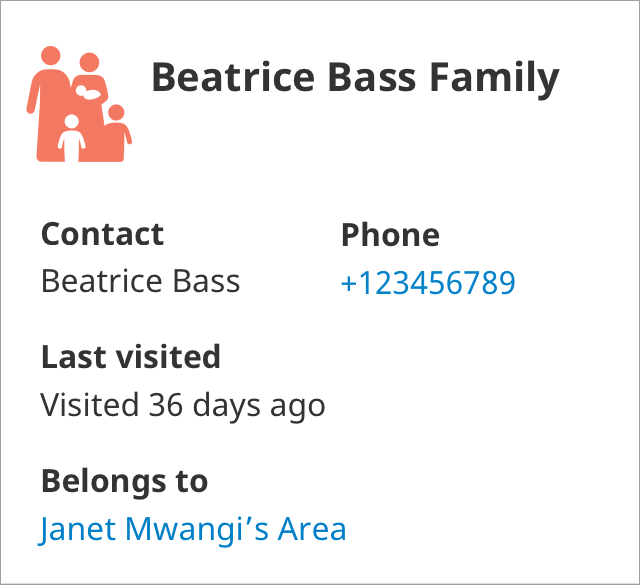 Beatrice Bass Family
Contact
Beatrice Bass
Phone
+123456789
Last visited
Visited 36 days ago
Belongs to
Janet Mwangi’s Area